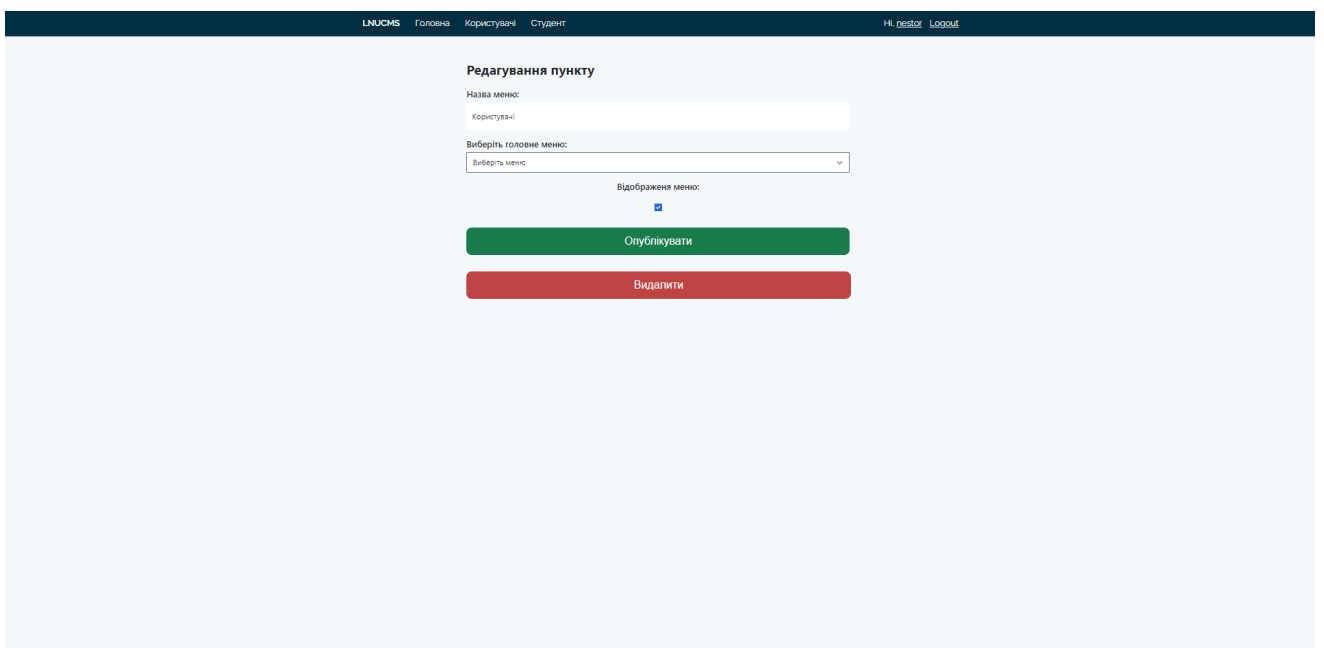 LNUCMS Головна Користувачі Студент Hi, nestor Logout
Редагування пункту
Назва меню:
Користувачі
Виберіть головне меню:
Виберіть меню
Відображеня меню:
Опублікувати
Видалити